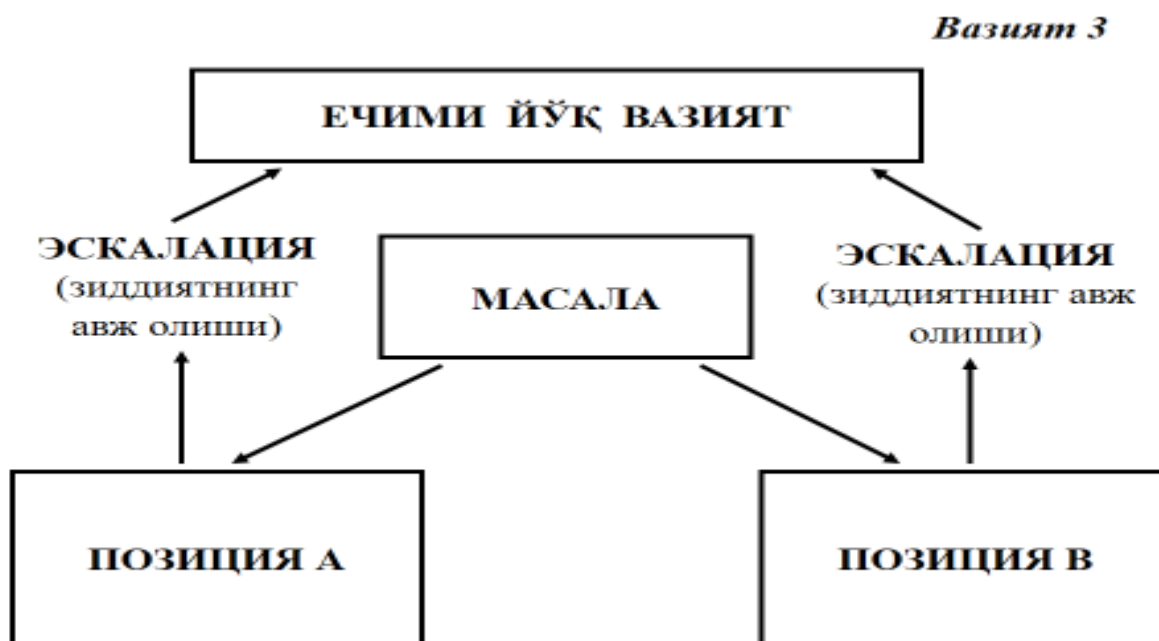 Вазият 3
ЕЧИМИ ЙЎҚ ВАЗИЯТ
ЭСКАЛАЦИЯ
(зиддиятнинг
авж олиши)
МАСАЛА
ЭСКАЛАЦИЯ
(зиддиятнинг авж
олиши)
ПОЗИЦИЯ А
ПОЗИЦИЯ В